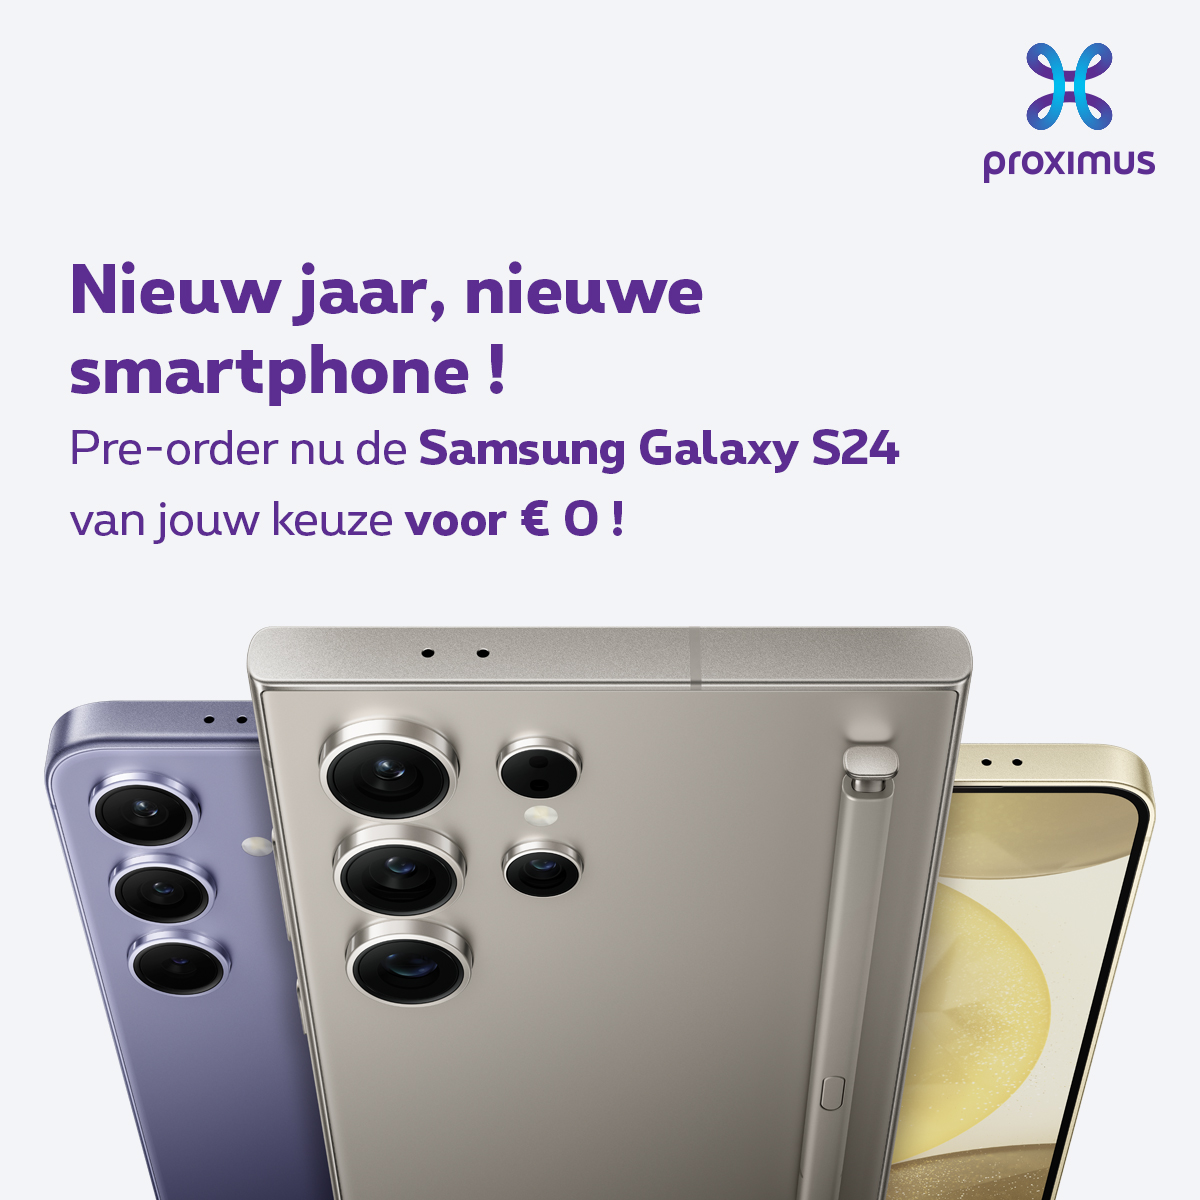 proximus
Nieuw jaar, nieuwe
smartphone !
Pre-order nu de Samsung Galaxy S24
van jouw keuze voor € 0 !